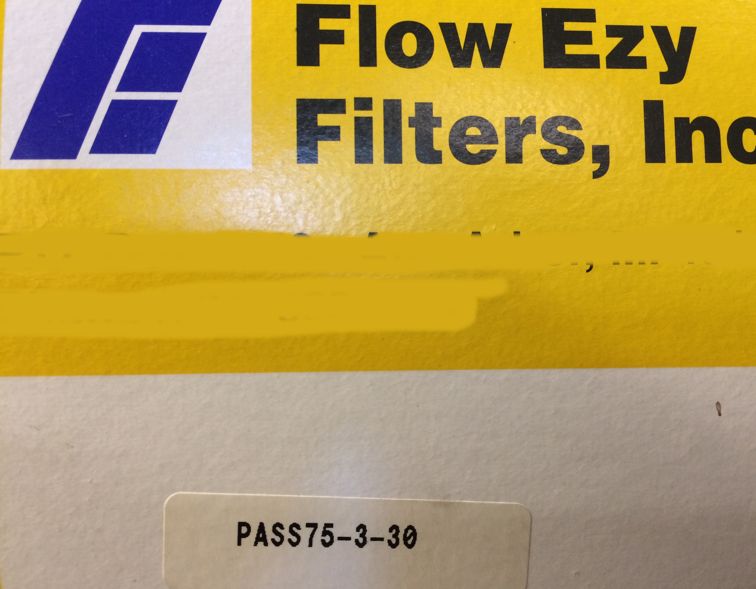 Flow Ezy
Filters, Inc
PASS75-3-30